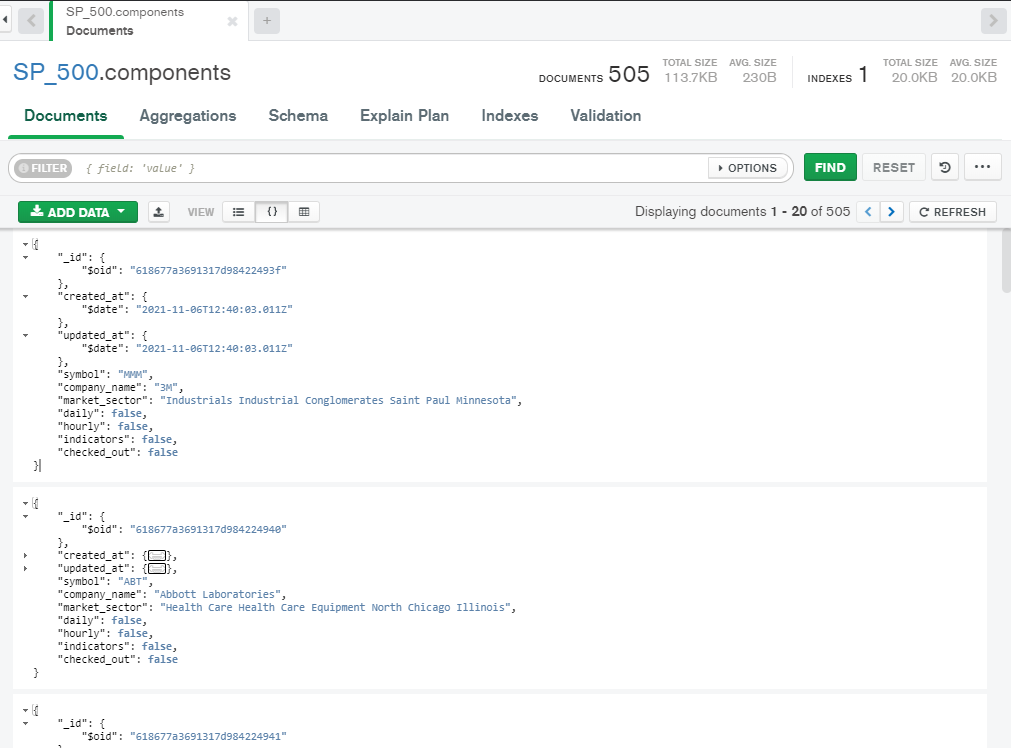 SP_500.components
Documents
SP_500.components
DOCUMENTS 505
TOTAL SIZE 113.7KB
AVG. SIZE 230B
INDEXES 1
TOTAL SIZE 20.0KB
AVG. SIZE 20.0KB
Documents Aggregations Schema Explain Plan Indexes Validation
FILTER { field: 'value' } OPTIONS FIND RESET
ADD DATA VIEW {} Displaying documents 1 - 20 of 505 REFRESH
{
"_id": {
"$oid": "618677a3691317d98422493f"
},
"created_at": {
"$date": "2021-11-06T12:40:03.011Z"
},
"updated_at": {
"$date": "2021-11-06T12:40:03.011Z"
},
"symbol": "MMM",
"company_name": "3M",
"market_sector": "Industrials Industrial Conglomerates Saint Paul Minnesota",
"daily": false,
"hourly": false,
"indicators": false,
"checked_out": false
}
{
"_id": {
"$oid": "618677a3691317d984224940"
},
"created_at": {},
"updated_at": {},
"symbol": "ABT",
"company_name": "Abbott Laboratories",
"market_sector": "Health Care Health Care Equipment North Chicago Illinois",
"daily": false,
"hourly": false,
"indicators": false,
"checked_out": false
}
{
"_id": {
"$oid": "618677a3691317d984224941"